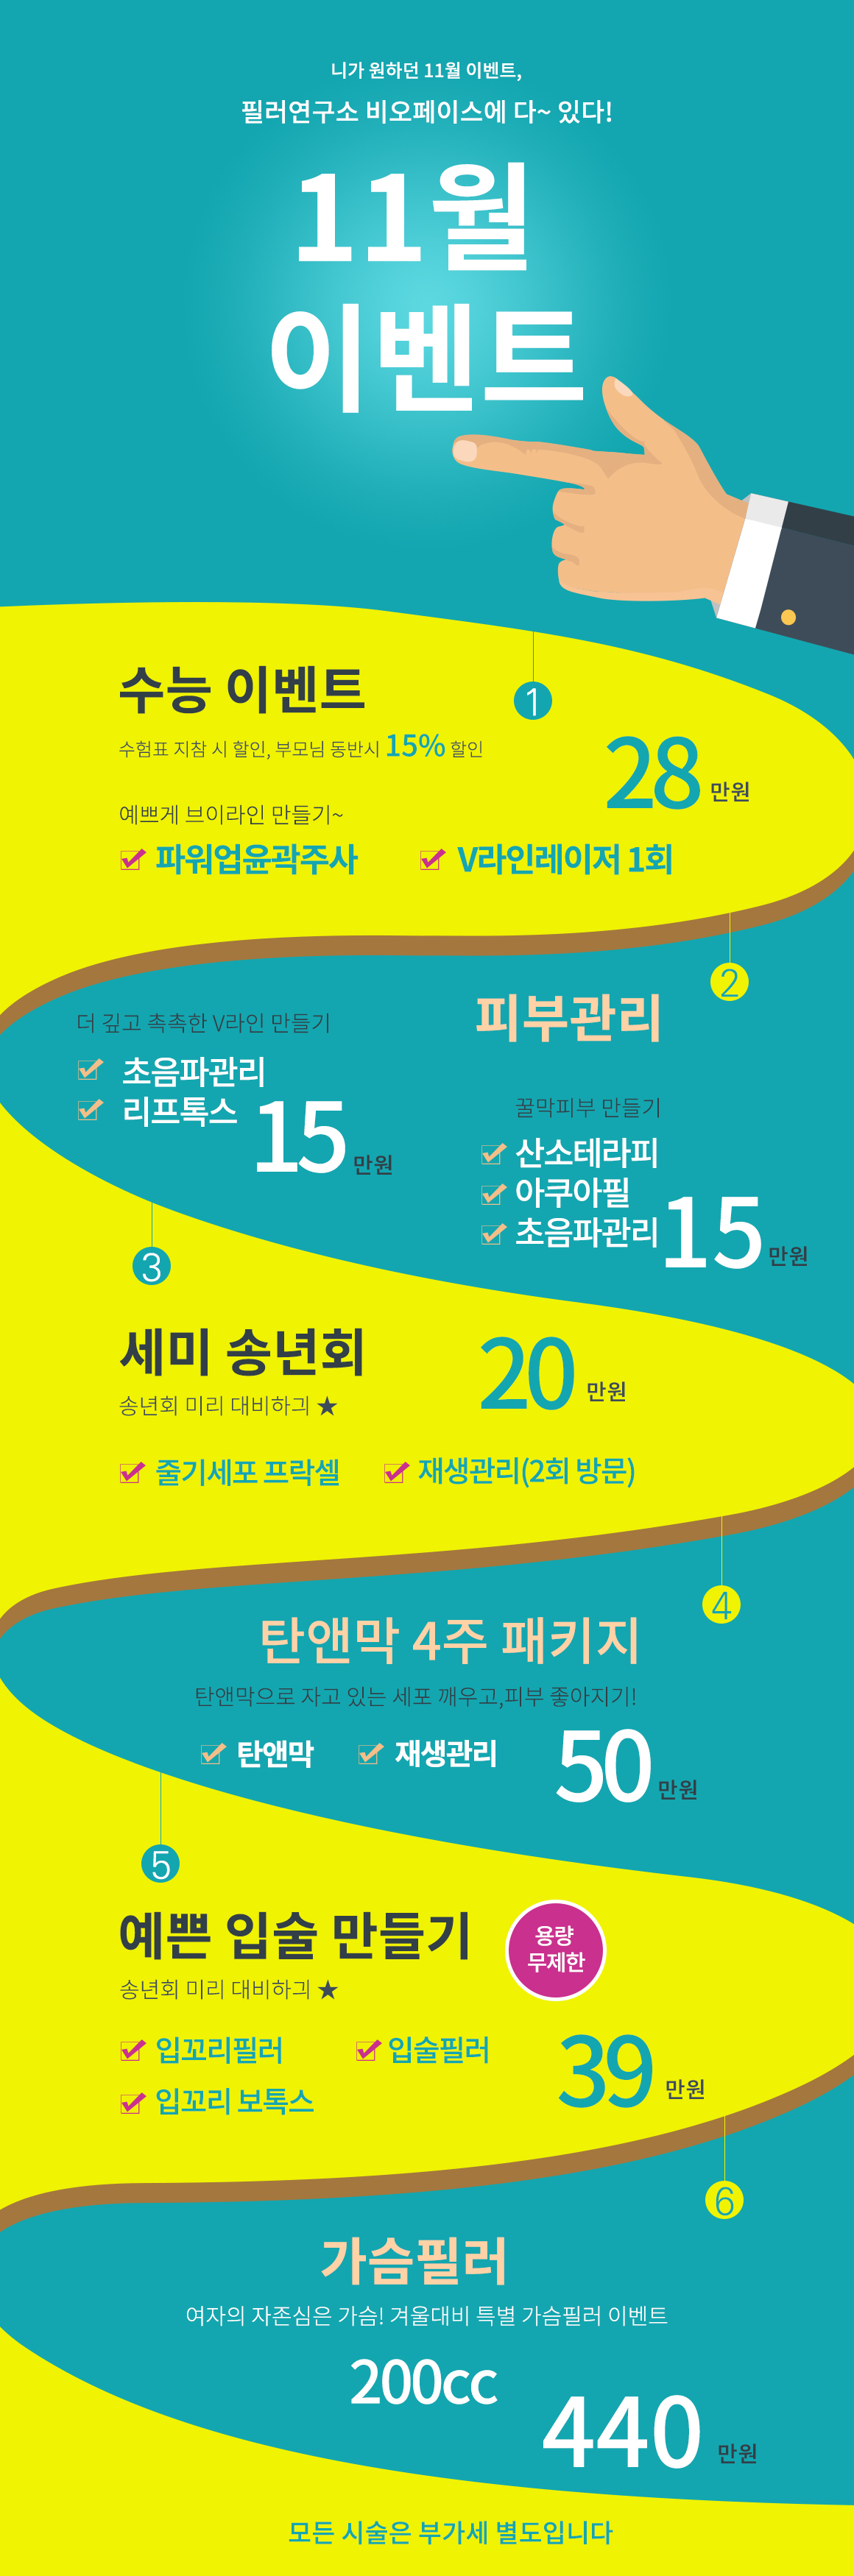 니가 원하던 11월 이벤트,
필러연구소 비오페이스에 다~ 있다!
11월
이벤트
1
수능 이벤트
수험표 지참 시 할인, 부모님 동반시 15% 할인
28 만원
예쁘게 브이라인 만들기~
파워업윤곽주사
V라인레이저 1회
2
더 깊고 촉촉한 V라인 만들기
초음파관리
리프톡스
15 만원
피부관리
꿀막피부 만들기
산소테라피
아쿠아필
초음파관리
15 만원
3
세미 송년회
송년회 미리 대비하긔 ★
20 만원
줄기세포 프락셀
재생관리(2회 방문)
4
탄앤막 4주 패키지
탄앤막으로 자고 있는 세포 깨우고,피부 좋아지기!
탄앤막
재생관리
50 만원
5
예쁜 입술 만들기
용량
무제한
송년회 미리 대비하긔 ★
입꼬리필러
입술필러
입꼬리 보톡스
39 만원
6
가슴필러
여자의 자존심은 가슴! 겨울대비 특별 가슴필러 이벤트
200cc
440 만원
모든 시술은 부가세 별도입니다